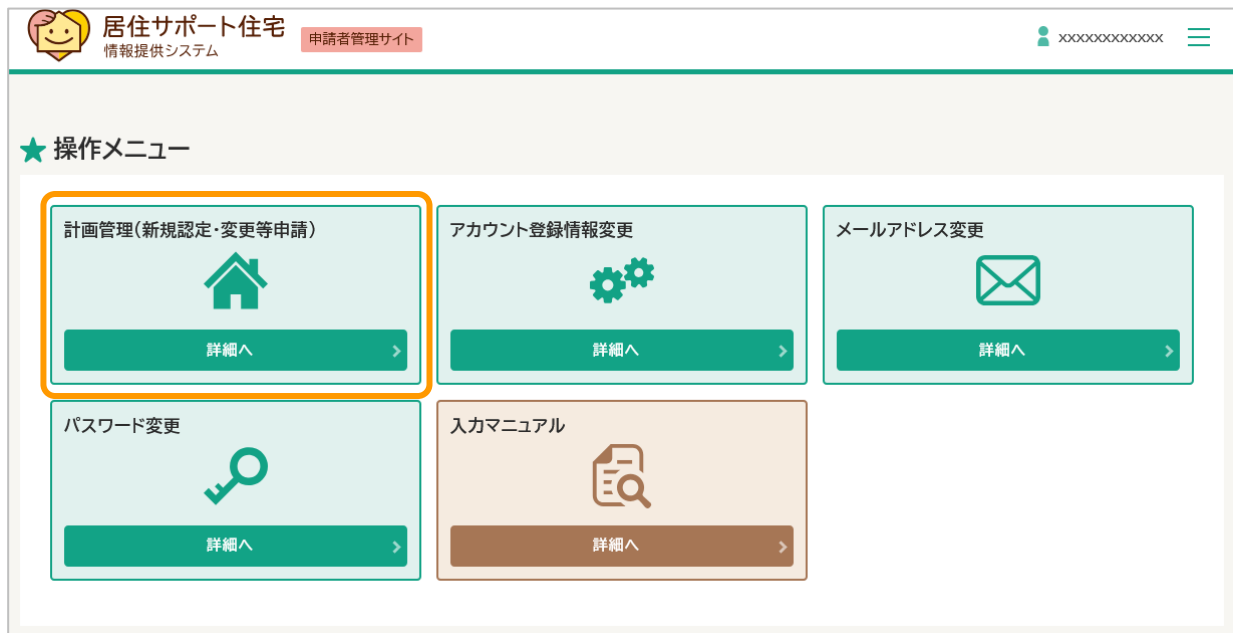 居住サポート住宅
情報提供システム
申請者管理サイト
xxxxxxxxxxxx
操作メニュー
計画管理(新規認定・変更等申請)
詳細へ
アカウント登録情報変更
詳細へ
メールアドレス変更
詳細へ
パスワード変更
詳細へ
入力マニュアル
詳細へ